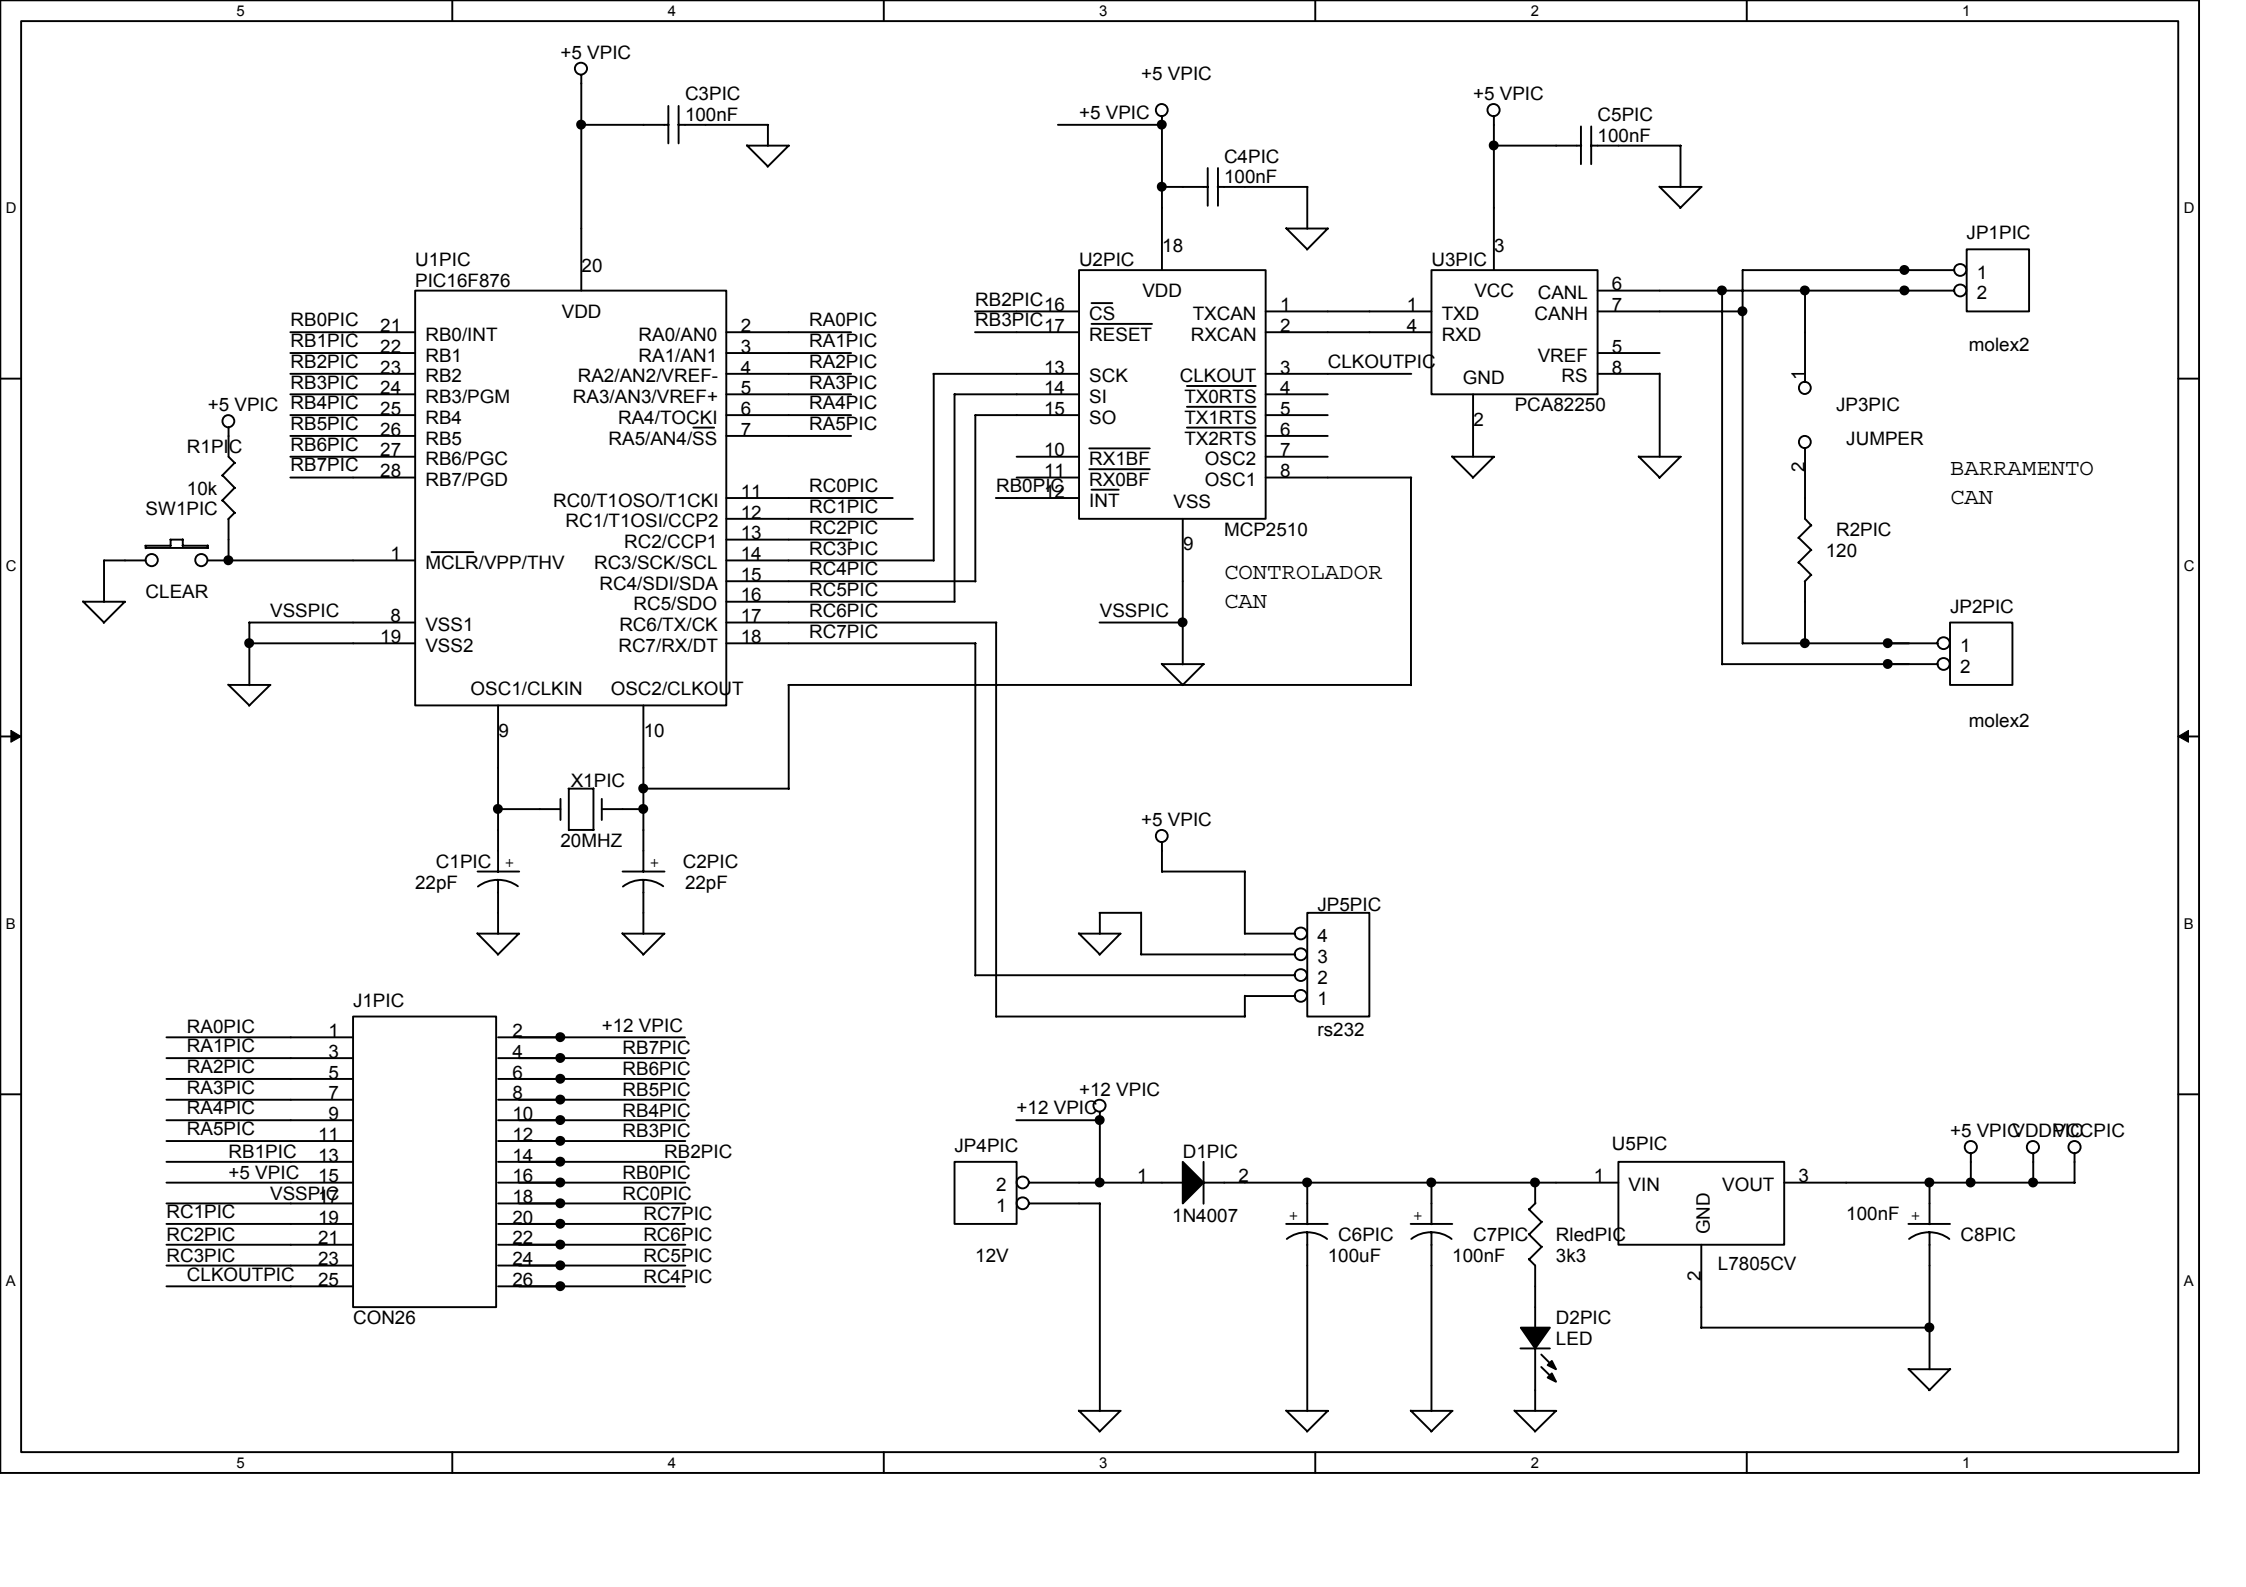 5 4 3 2 1
D D
C C
B B
A A
+5 VPIC
C3PIC
100nF
U1PIC
PIC16F876
20
VDD
RB0PIC 21 RB0/INT
RB1PIC 22 RB1
RB2PIC 23 RB2
RB3PIC 24 RB3/PGM
RB4PIC 25 RB4
RB5PIC 26 RB5
RB6PIC 27 RB6/PGC
RB7PIC 28 RB7/PGD
RA0/AN0 2 RA0PIC
RA1/AN1 3 RA1PIC
RA2/AN2/VREF- 4 RA2PIC
RA3/AN3/VREF+ 5 RA3PIC
RA4/TOCKI 6 RA4PIC
RA5/AN4/SS 7 RA5PIC
RC0/T1OSO/T1CKI 11 RC0PIC
RC1/T1OSI/CCP2 12 RC1PIC
RC2/CCP1 13 RC2PIC
RC3/SCK/SCL 14 RC3PIC
RC4/SDI/SDA 15 RC4PIC
RC5/SDO 16 RC5PIC
RC6/TX/CK 17 RC6PIC
RC7/RX/DT 18 RC7PIC
1 MCLR/VPP/THV
VSSPIC 8 VSS1
19 VSS2
OSC1/CLKIN OSC2/CLKOUT
9 10
+5 VPIC
R1PIC
10k
SW1PIC
CLEAR
X1PIC
20MHZ
C1PIC +
22pF
+ C2PIC
22pF
+5 VPIC
+5 VPIC
C4PIC
100nF
18
U2PIC
VDD
RB2PIC 16 CS
RB3PIC 17 RESET
13 SCK
14 SI
15 SO
10 RX1BF
11 RX0BF
RB0PIC 12 INT
TXCAN 1
RXCAN 2
CLKOUT 3 CLKOUTPIC
TX0RTS 4
TX1RTS 5
TX2RTS 6
OSC2 7
OSC1 8
VSS
MCP2510
9
CONTROLADOR
CAN
VSSPIC
+5 VPIC
C5PIC
100nF
3
U3PIC
VCC
1 TXD
4 RXD
CANL 6
CANH 7
VREF 5
RS 8
GND
PCA82250
2
JP1PIC
1
2
molex2
1
JP3PIC
JUMPER
2
BARRAMENTO
CAN
R2PIC
120
JP2PIC
1
2
molex2
+5 VPIC
JP5PIC
4
3
2
1
rs232
J1PIC
RA0PIC 1 2 +12 VPIC
RA1PIC 3 4 RB7PIC
RA2PIC 5 6 RB6PIC
RA3PIC 7 8 RB5PIC
RA4PIC 9 10 RB4PIC
RA5PIC 11 12 RB3PIC
RB1PIC 13 14 RB2PIC
+5 VPIC 15 16 RB0PIC
VSSPIC 17 18 RC0PIC
RC1PIC 19 20 RC7PIC
RC2PIC 21 22 RC6PIC
RC3PIC 23 24 RC5PIC
CLKOUTPIC 25 26 RC4PIC
CON26
+12 VPIC
+12 VPIC
JP4PIC
2
1
12V
D1PIC
1 2
1N4007
+ C6PIC
100uF
+ C7PIC
100nF
RledPIC
3k3
D2PIC
LED
U5PIC
1 VIN VOUT 3
GND
2
L7805CV
+5 VPIC VDDPIC VCCPIC
100nF + C8PIC
5 4 3 2 1